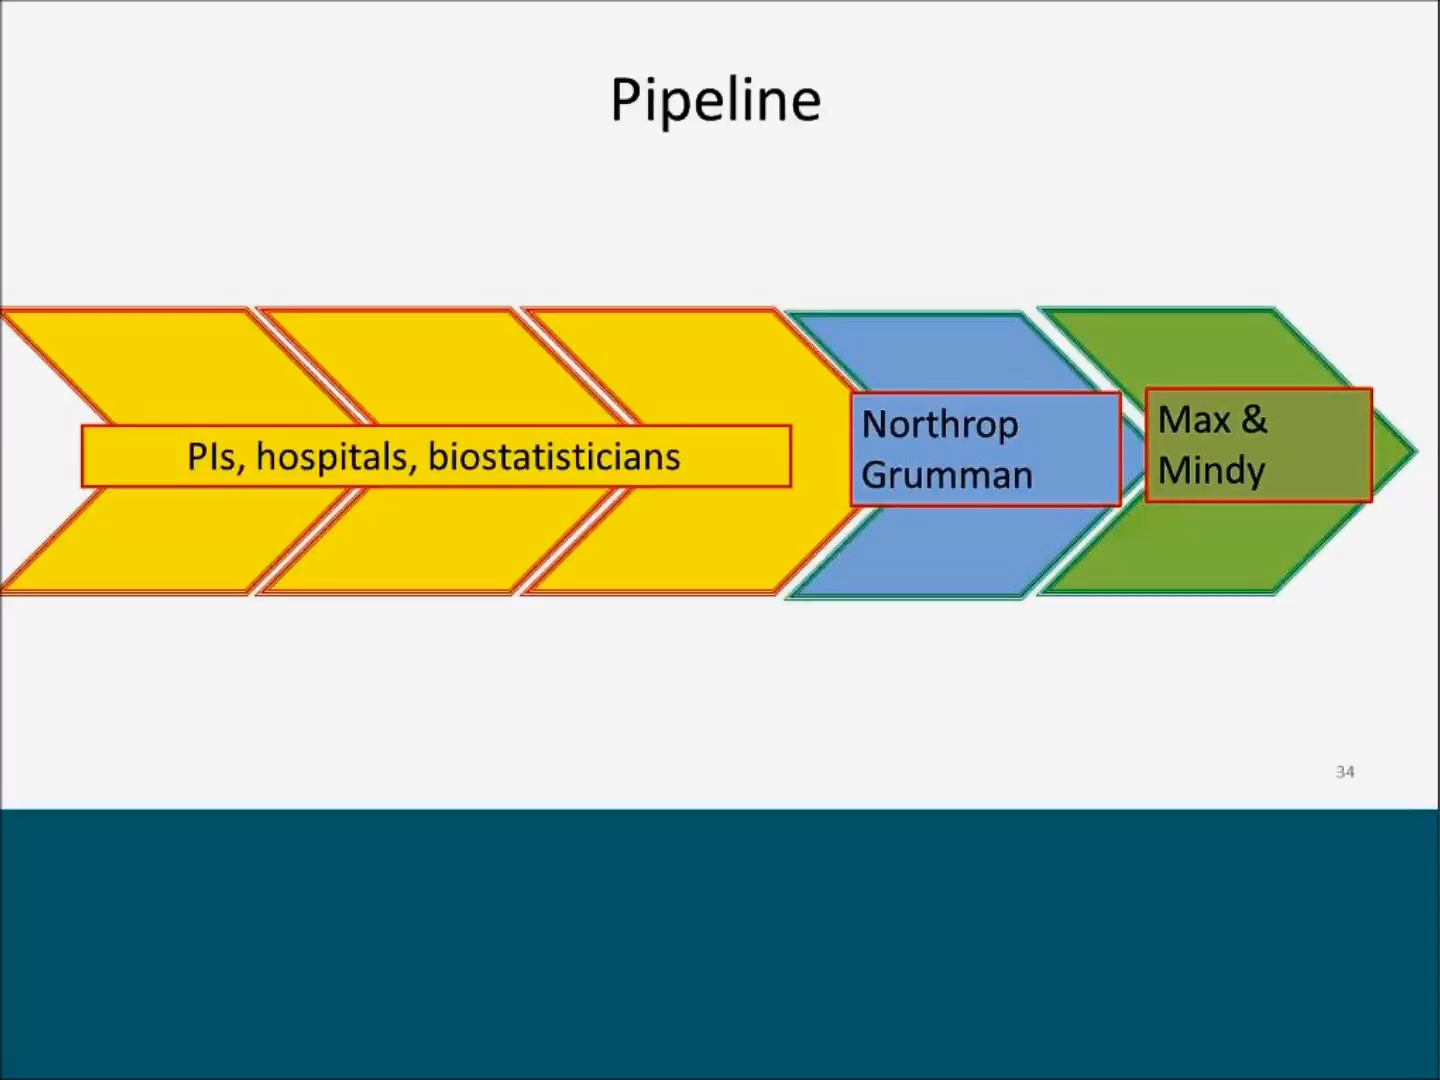 Pipeline
PIs, hospitals, biostatisticians
Northrop
Grumman
Max &
Mindy
34